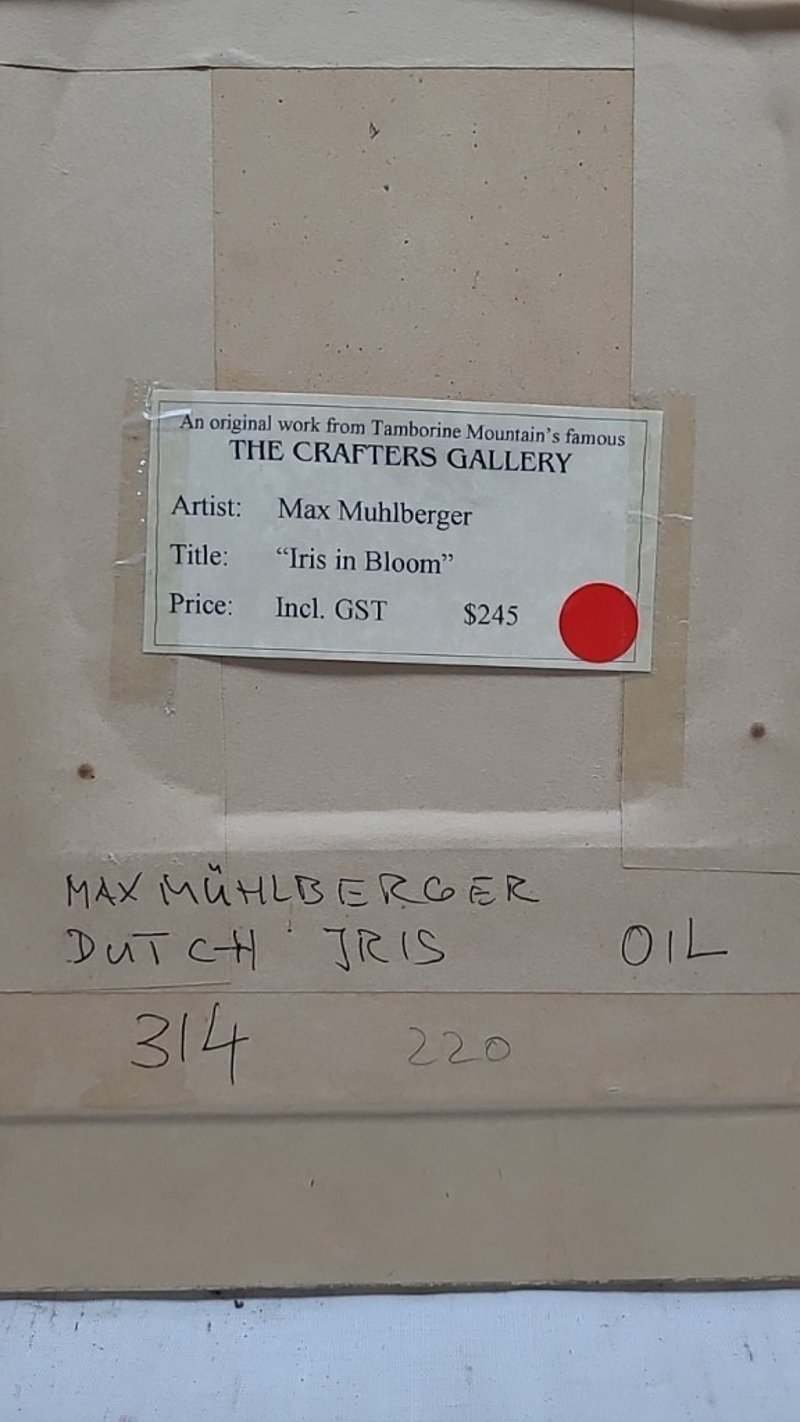 An original work from Tamborine Mountain's famous
THE CRAFTERS GALLERY
Artist: Max Muhlberger
Title: “Iris in Bloom”
Price: Incl. GST $245
MAX MÜHLBERGER
DUTCH IRIS OIL
314 220